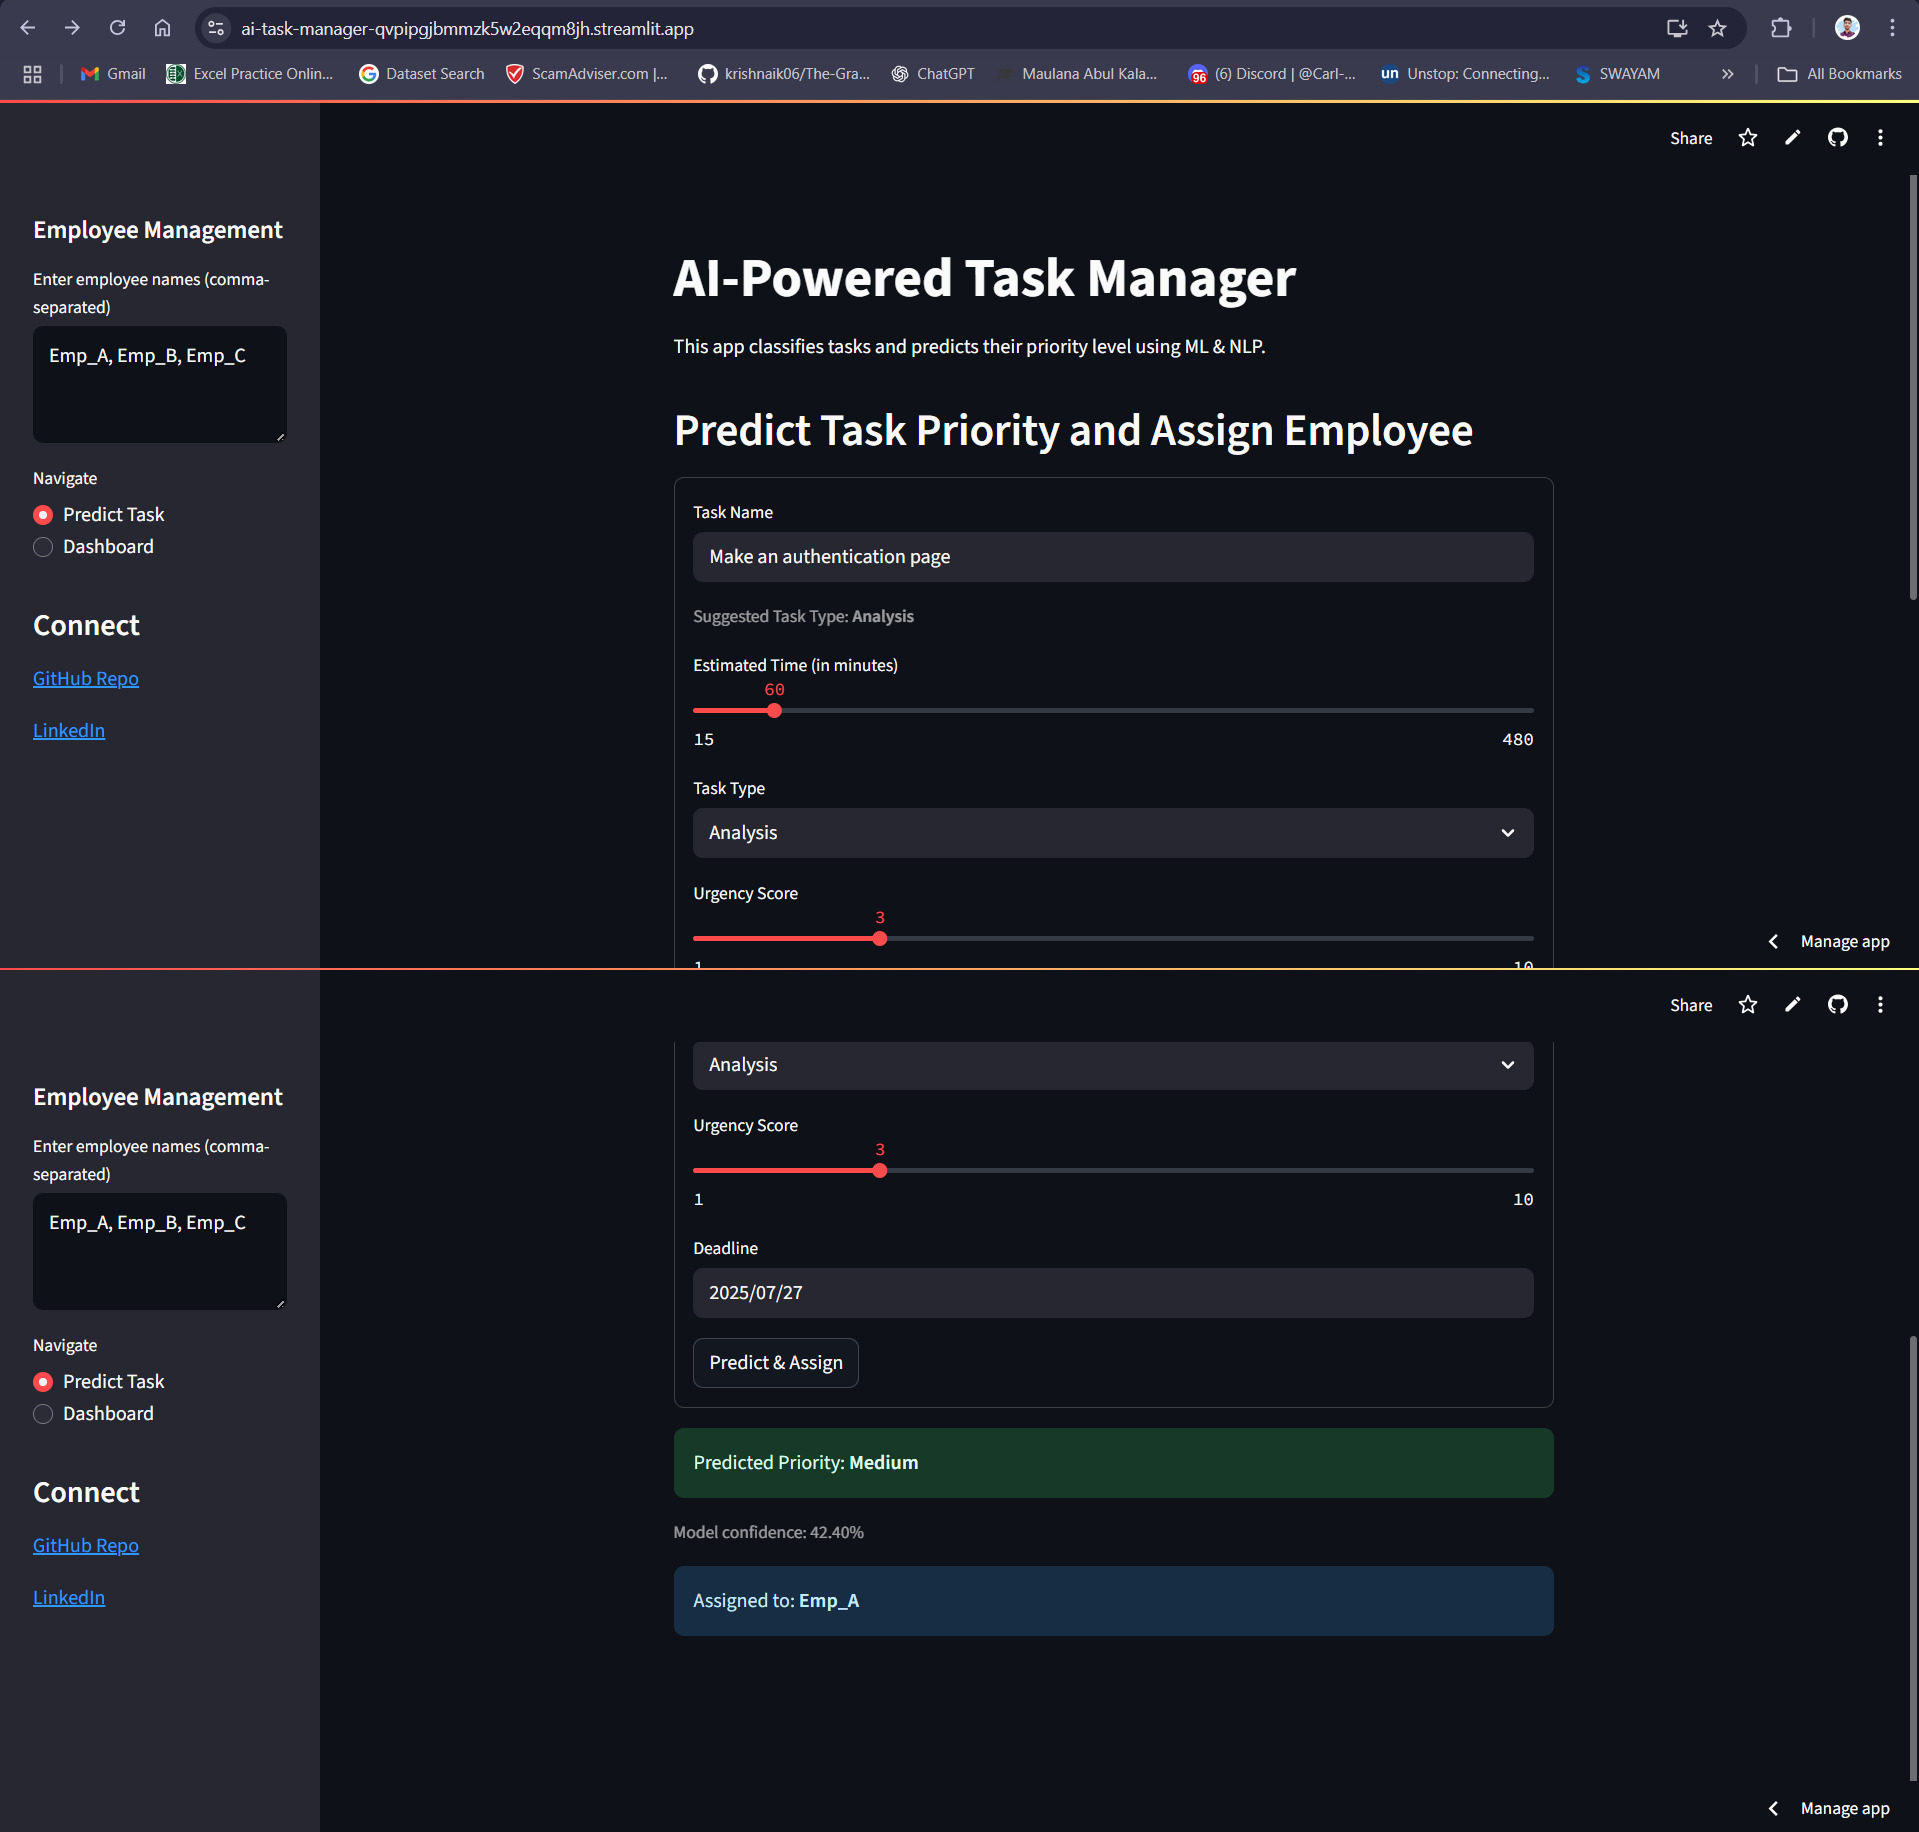 ai-task-manager-qvpipgjbmmzk5w2eqqm8jh.streamlit.app
Gmail
Excel Practice Onlin...
Dataset Search
ScamAdviser.com |...
krishnaik06/The-Gra...
ChatGPT
Maulana Abul Kala...
96
(6) Discord | @Carl-...
un
Unstop: Connecting...
SWAYAM
»
All Bookmarks
Share
Employee Management
Enter employee names (comma-
separated)
Emp_A, Emp_B, Emp_C
Navigate
Predict Task
Dashboard
Connect
GitHub Repo
LinkedIn
AI-Powered Task Manager
This app classifies tasks and predicts their priority level using ML & NLP.
Predict Task Priority and Assign Employee
Task Name
Make an authentication page
Suggested Task Type: Analysis
Estimated Time (in minutes)
60
15
480
Task Type
Analysis
Urgency Score
3
1
10
Manage app
Share
Employee Management
Enter employee names (comma-
separated)
Emp_A, Emp_B, Emp_C
Navigate
Predict Task
Dashboard
Connect
GitHub Repo
LinkedIn
Analysis
Urgency Score
3
1
10
Deadline
2025/07/27
Predict & Assign
Predicted Priority: Medium
Model confidence: 42.40%
Assigned to: Emp_A
Manage app